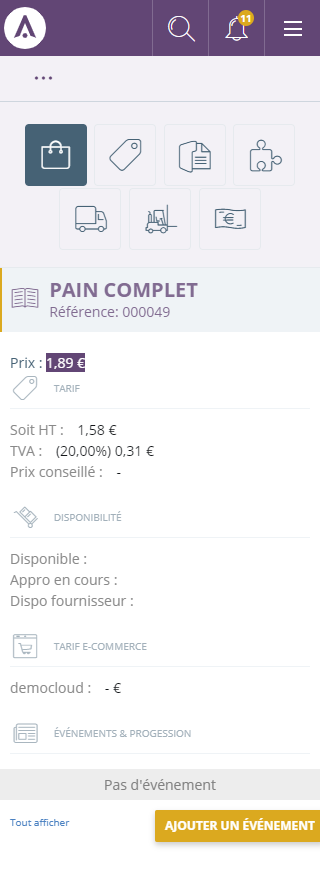 11
...
PAIN COMPLET
Référence: 000049
Prix : 1,89 €
TARIF
Soit HT : 1,58 €
TVA : (20,00%) 0,31 €
Prix conseillé : -
DISPONIBILITÉ
Disponible :
Appro en cours :
Dispo fournisseur :
TARIF E-COMMERCE
democloud : - €
ÉVÉNEMENTS & PROGESSION
Pas d'événement
Tout afficher
AJOUTER UN ÉVÉNEMENT